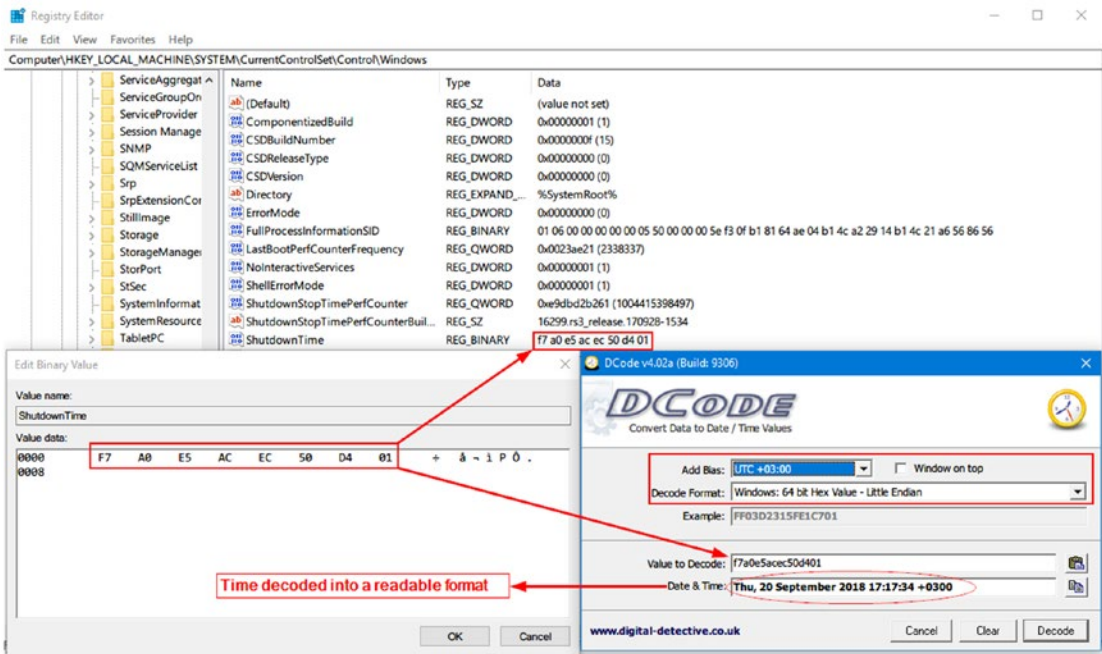 Registry Editor
File Edit View Favorites Help
Computer\HKEY_LOCAL_MACHINE\SYSTEM\CurrentControlSet\Control\Windows
ServiceAggregat
ServiceGroupOr
ServiceProvider
Session Manage
SNMP
SQMServiceList
Srp
SrpExtensionCor
StillImage
Storage
StorageManage
StorPort
StSec
SystemInformat
SystemResource
TabletPC
Name Type Data
(Default) REG_SZ (value not set)
ComponentizedBuild REG_DWORD 0x00000001 (1)
CSDBuildNumber REG_DWORD 0x0000000f (15)
CSDReleaseType REG_DWORD 0x00000000 (0)
CSDVersion REG_DWORD 0x00000000 (0)
Directory REG_EXPAND_... %SystemRoot%
ErrorMode REG_DWORD 0x00000000 (0)
FullProcessInformationSID REG_BINARY 01 06 00 00 00 00 00 05 50 00 00 00 5e f3 0f b1 81 64 ae 04 b1 4c a2 29 14 b1 4c 21 a6 56 86 56
LastBootPerfCounterFrequency REG_QWORD 0x0023ae21 (2338337)
NoInteractiveServices REG_DWORD 0x00000001 (1)
ShellErrorMode REG_DWORD 0x00000001 (1)
ShutdownStopTimePerfCounter REG_QWORD 0xe9dbd2b261 (1004415398497)
ShutdownStopTimePerfCounterBuil... REG_SZ 16299.rs3_release.170928-1534
ShutdownTime REG_BINARY f7 a0 e5 ac ec 50 d4 01
Edit Binary Value
Value name:
ShutdownTime
Value data:
0000 F7 A0 E5 AC EC 50 D4 01 ÷ å ¬ ì P Ô .
0008
Time decoded into a readable format
OK Cancel
DCode v4.02a (Build: 9306)
DCODE
Convert Data to Date / Time Values
Add Bias: UTC +03:00 Window on top
Decode Format: Windows: 64 bit Hex Value - Little Endian
Example: FF03D2315FE1C701
Value to Decode: f7a0e5acec50d401
Date & Time: Thu, 20 September 2018 17:17:34 +0300
www.digital-detective.co.uk Cancel Clear Decode